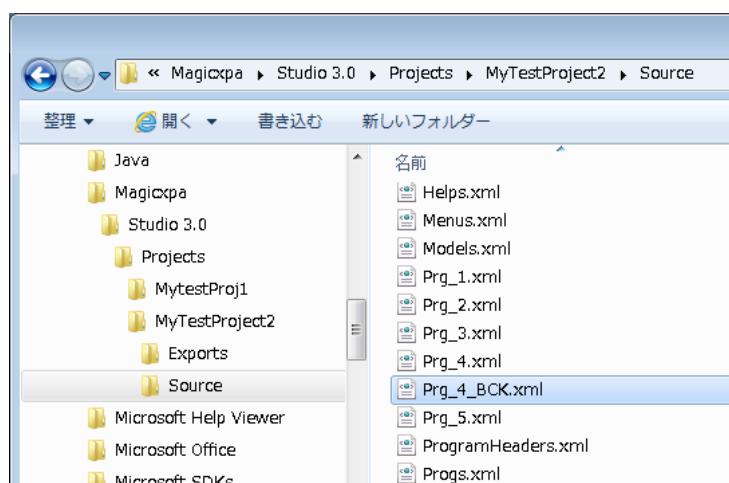 « Magicxpa ▸ Studio 3.0 ▸ Projects ▸ MyTestProject2 ▸ Source
整理 ▼ 開く ▼ 書き込む 新しいフォルダー
Java
Magicxpa
Studio 3.0
Projects
MytestProj1
MyTestProject2
Exports
Source
Microsoft Help Viewer
Microsoft Office
Microsoft SDKs
名前
Helps.xml
Menus.xml
Models.xml
Prg_1.xml
Prg_2.xml
Prg_3.xml
Prg_4.xml
Prg_4_BCK.xml
Prg_5.xml
ProgramHeaders.xml
Progs.xml